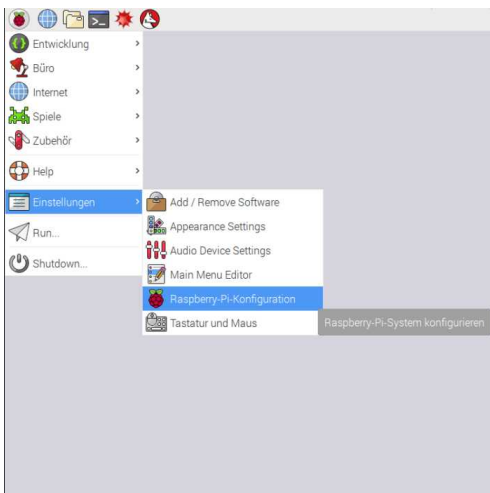 Entwicklung
Büro
Internet
Spiele
Zubehör
Help
Einstellungen
Run...
Shutdown...
Add / Remove Software
Appearance Settings
Audio Device Settings
Main Menu Editor
Raspberry-Pi-Konfiguration
Tastatur und Maus
Raspberry-Pi-System konfigurieren